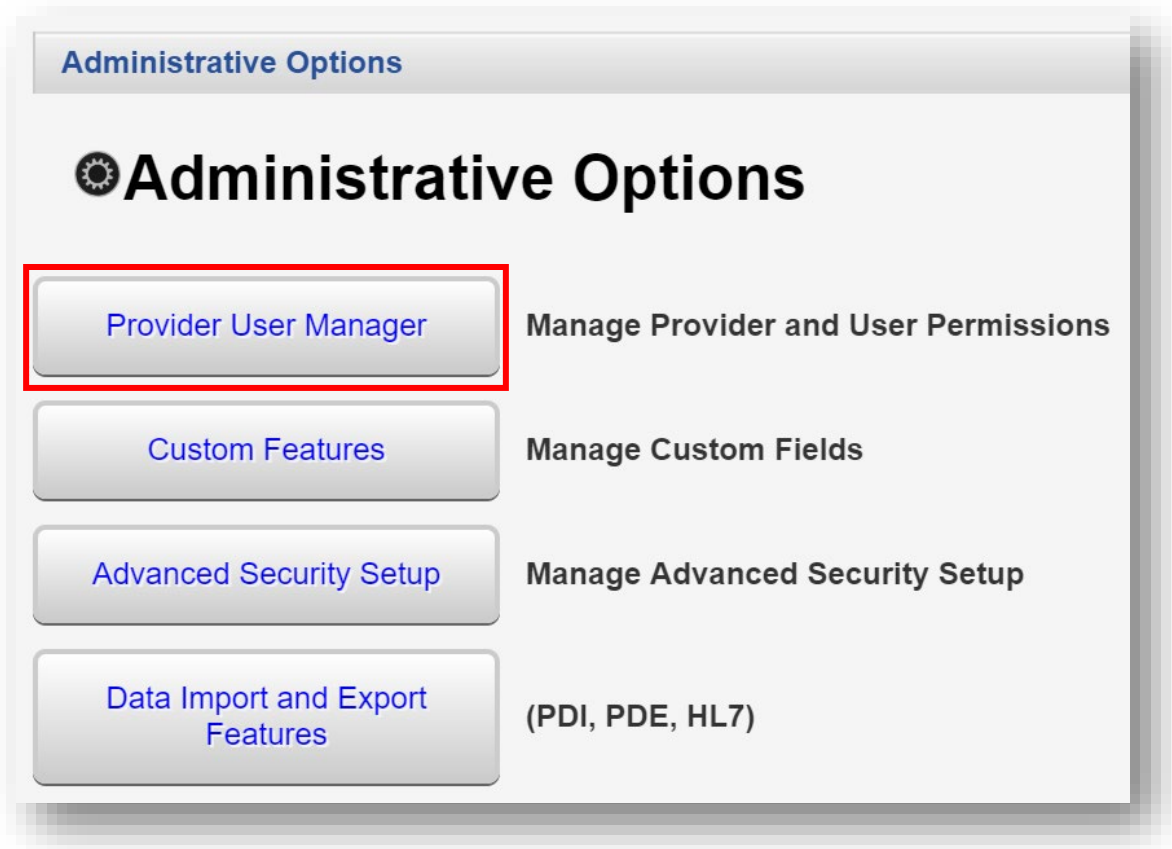 Administrative Options
Administrative Options
Provider User Manager
Manage Provider and User Permissions
Custom Features
Manage Custom Fields
Advanced Security Setup
Manage Advanced Security Setup
Data Import and Export
Features
(PDI, PDE, HL7)